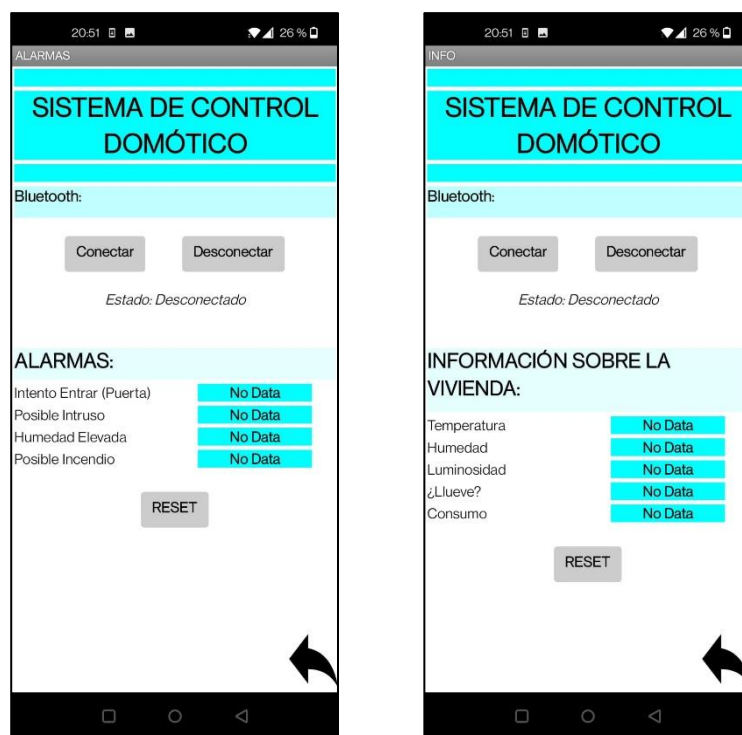 20:51 26 %
ALARMAS
SISTEMA DE CONTROL
DOMÓTICO
Bluetooth:
Conectar Desconectar
Estado: Desconectado
ALARMAS:
Intento Entrar (Puerta) No Data
Posible Intruso No Data
Humedad Elevada No Data
Posible Incendio No Data
RESET
20:51 26 %
INFO
SISTEMA DE CONTROL
DOMÓTICO
Bluetooth:
Conectar Desconectar
Estado: Desconectado
INFORMACIÓN SOBRE LA
VIVIENDA:
Temperatura No Data
Humedad No Data
Luminosidad No Data
¿Llueve? No Data
Consumo No Data
RESET